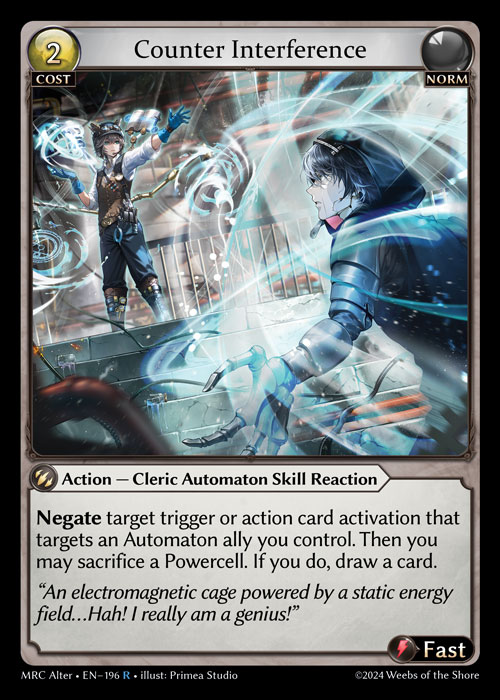 2
Counter Interference
COST
NORM
Action — Cleric Automaton Skill Reaction
Negate target trigger or action card activation that
targets an Automaton ally you control. Then you
may sacrifice a Powercell. If you do, draw a card.
“An electromagnetic cage powered by a static energy
field...Hah! I really am a genius!”
Fast
MRC Alter • EN–196 R • illust: Primea Studio
©2024 Weebs of the Shore